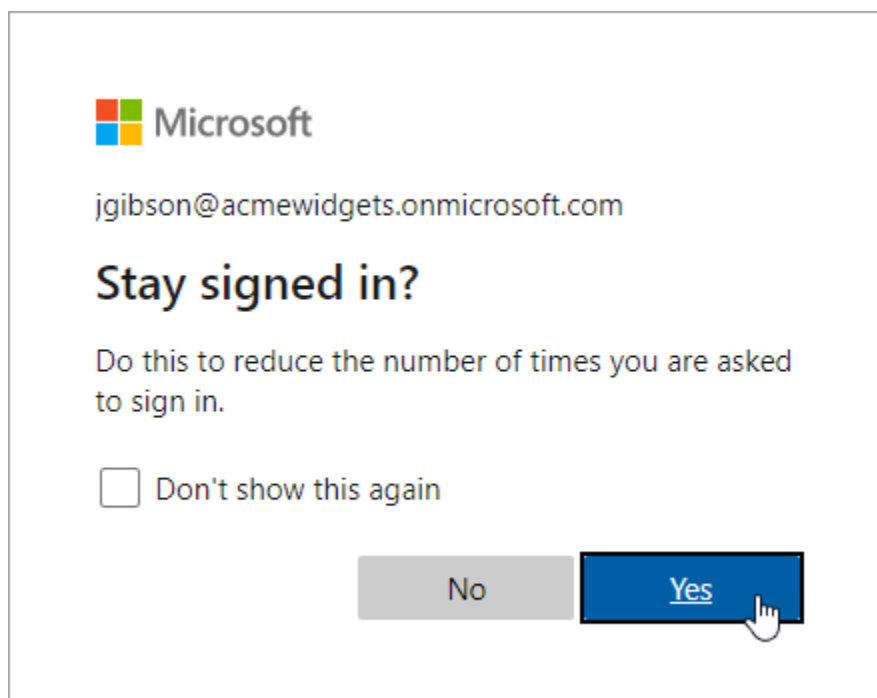 Microsoft
jgibson@acmewidgets.onmicrosoft.com
Stay signed in?
Do this to reduce the number of times you are asked
to sign in.
Don't show this again
No
Yes